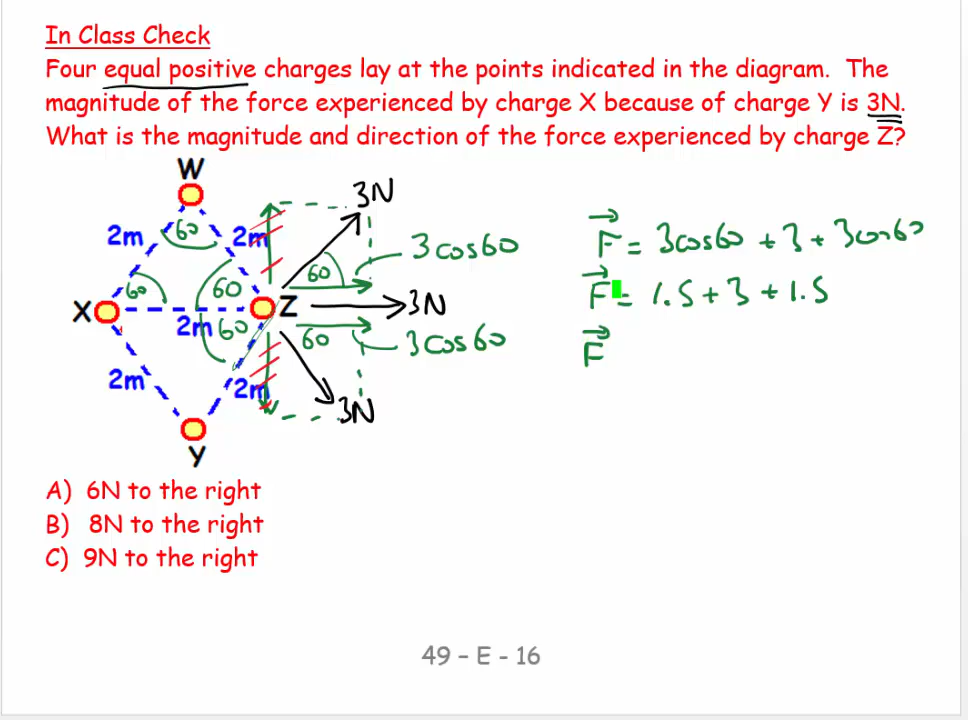 In Class Check
Four equal positive charges lay at the points indicated in the diagram. The
magnitude of the force experienced by charge X because of charge Y is 3N.
What is the magnitude and direction of the force experienced by charge Z?
W
3N
2m 60 2m
3cos60
60
60 60
X Z 3N
2m 60
60 3cos60
2m 2m
3N
Y
F = 3cos60 + 3 + 3cos60
F = 1.5 + 3 + 1.5
F
A) 6N to the right
B) 8N to the right
C) 9N to the right
49 – E - 16